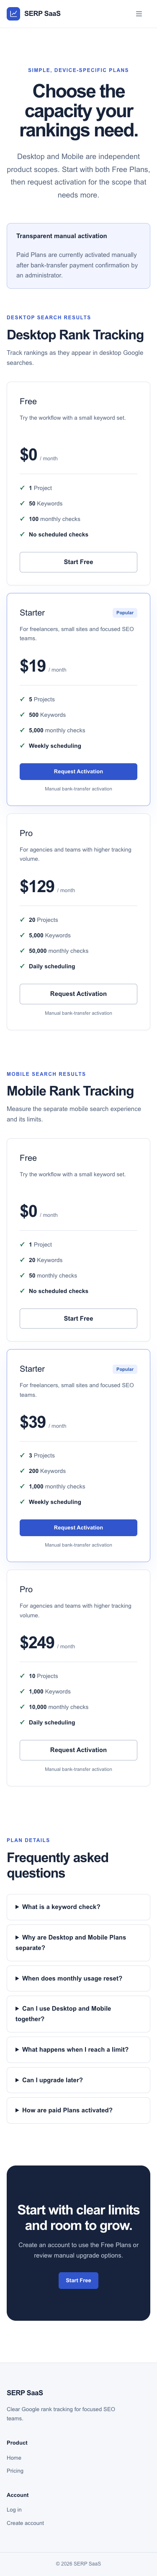 SERP SaaS
SIMPLE, DEVICE-SPECIFIC PLANS
Choose the
capacity your
rankings need.
Desktop and Mobile are independent
product scopes. Start with both Free Plans,
then request activation for the scope that
needs more.
Transparent manual activation
Paid Plans are currently activated manually
after bank-transfer payment confirmation by
an administrator.
DESKTOP SEARCH RESULTS
Desktop Rank Tracking
Track rankings as they appear in desktop Google
searches.
Free
Try the workflow with a small keyword set.
$0 / month
✓ 1 Project
✓ 50 Keywords
✓ 100 monthly checks
✓ No scheduled checks
Start Free
Starter Popular
For freelancers, small sites and focused SEO
teams.
$19 / month
✓ 5 Projects
✓ 500 Keywords
✓ 5,000 monthly checks
✓ Weekly scheduling
Request Activation
Manual bank-transfer activation
Pro
For agencies and teams with higher tracking
volume.
$129 / month
✓ 20 Projects
✓ 5,000 Keywords
✓ 50,000 monthly checks
✓ Daily scheduling
Request Activation
Manual bank-transfer activation
MOBILE SEARCH RESULTS
Mobile Rank Tracking
Measure the separate mobile search experience
and its limits.
Free
Try the workflow with a small keyword set.
$0 / month
✓ 1 Project
✓ 20 Keywords
✓ 50 monthly checks
✓ No scheduled checks
Start Free
Starter Popular
For freelancers, small sites and focused SEO
teams.
$39 / month
✓ 3 Projects
✓ 200 Keywords
✓ 1,000 monthly checks
✓ Weekly scheduling
Request Activation
Manual bank-transfer activation
Pro
For agencies and teams with higher tracking
volume.
$249 / month
✓ 10 Projects
✓ 1,000 Keywords
✓ 10,000 monthly checks
✓ Daily scheduling
Request Activation
Manual bank-transfer activation
PLAN DETAILS
Frequently asked
questions
▶ What is a keyword check?
▶ Why are Desktop and Mobile Plans
separate?
▶ When does monthly usage reset?
▶ Can I use Desktop and Mobile
together?
▶ What happens when I reach a limit?
▶ Can I upgrade later?
▶ How are paid Plans activated?
Start with clear limits
and room to grow.
Create an account to use the Free Plans or
review manual upgrade options.
Start Free
SERP SaaS
Clear Google rank tracking for focused SEO
teams.
Product
Home
Pricing
Account
Log in
Create account
© 2026 SERP SaaS